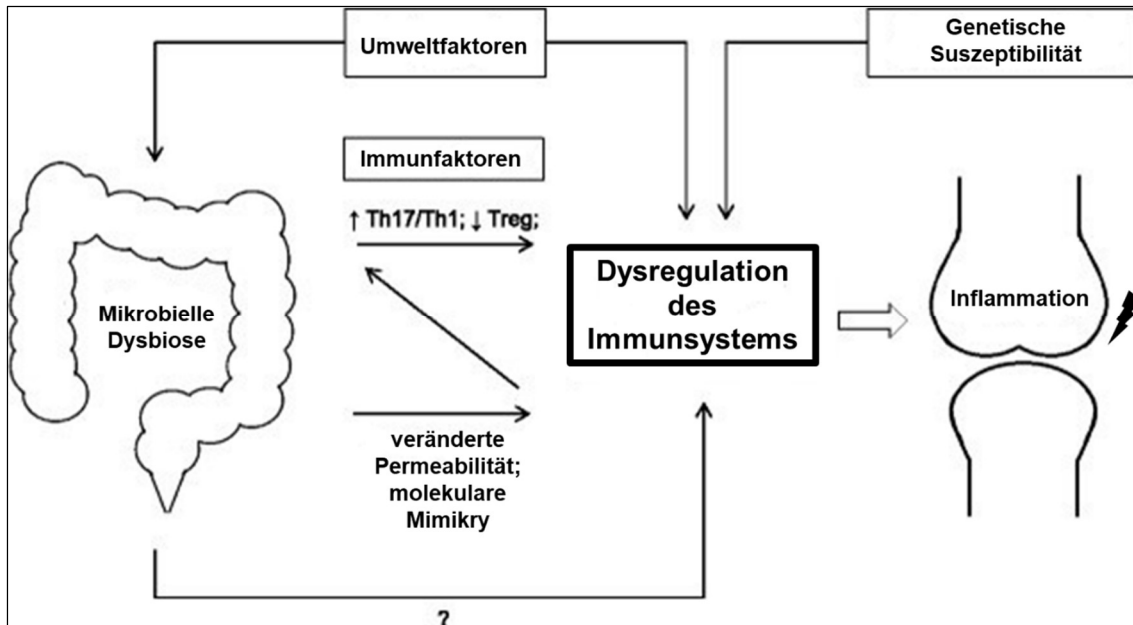 Umweltfaktoren
Genetische
Suszeptibilität
Immunfaktoren
↑ Th17/Th1; ↓ Treg;
Mikrobielle
Dysbiose
Dysregulation
des
Immunsystems
Inflammation
veränderte
Permeabilität;
molekulare
Mimikry
?